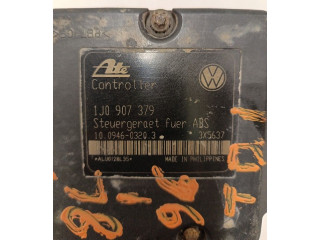 Ate
Controller
1J0 907 379
Steuergeraet fuer ABS
10.0946-0320.3 3X5637
MADE IN PHILIPPINES